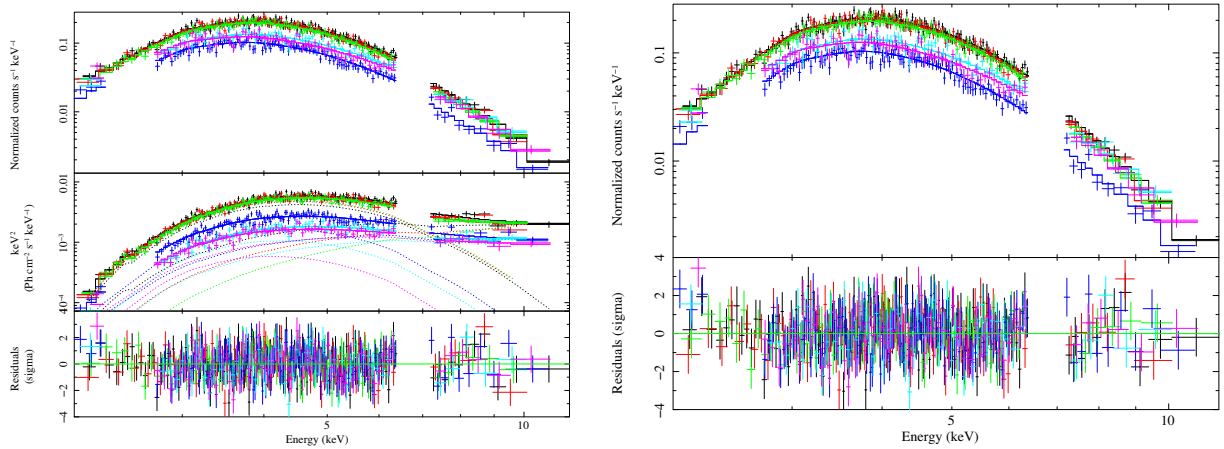 Normalized counts s⁻¹ keV⁻¹
0.1
0.01
keV²
(Ph cm⁻² s⁻¹ keV⁻¹)
0.01
10⁻³
10⁻⁴
Residuals
(sigma)
2
0
−2
−4
5
10
Energy (keV)
Normalized counts s⁻¹ keV⁻¹
0.1
0.01
Residuals (sigma)
4
2
0
−2
−4
5
10
Energy (keV)